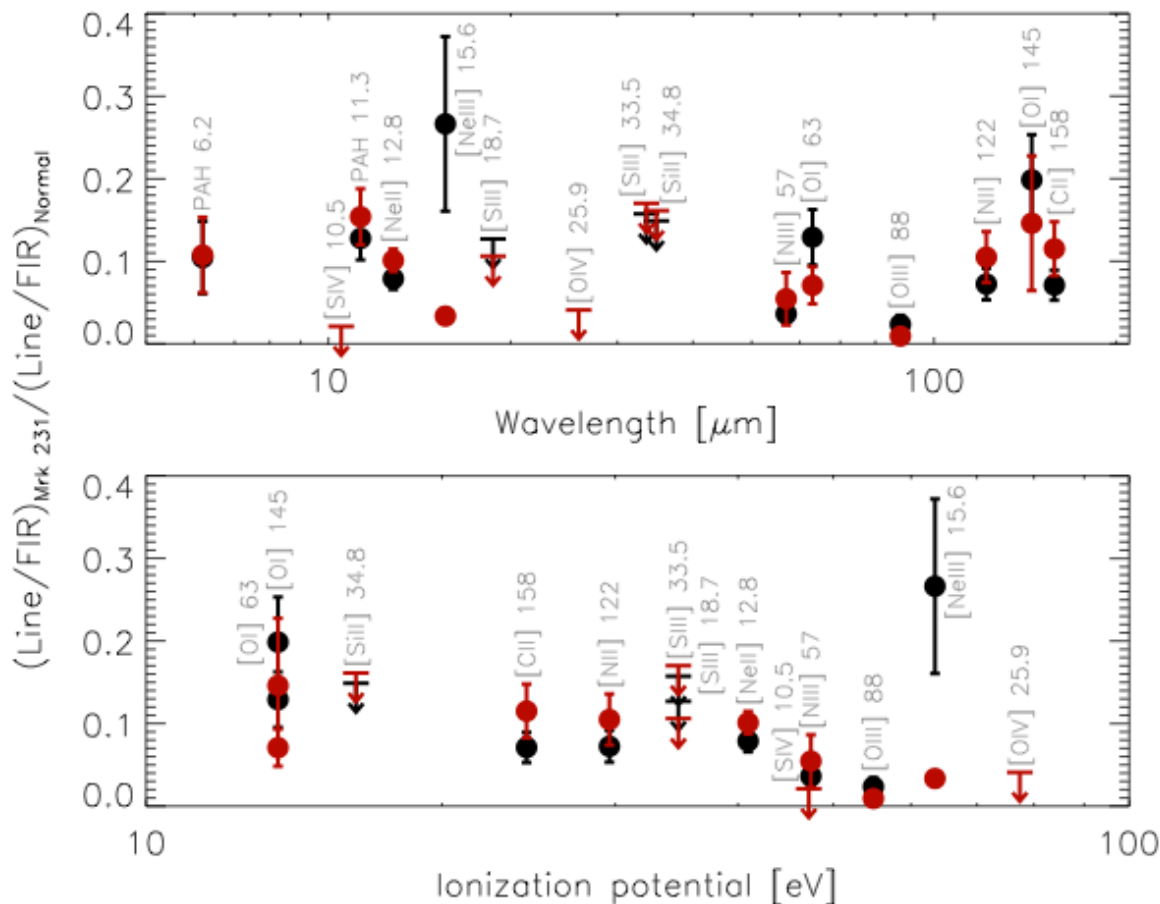 (Line/FIR)Mrk 231/(Line/FIR)Normal
0.4
0.3
0.2
0.1
0.0
PAH 6.2
[SIV] 10.5
PAH 11.3
[NeII] 12.8
[NeIII] 15.6
[SIII] 18.7
[OIV] 25.9
[SIII] 33.5
[SiII] 34.8
[NIII] 57
[OI] 63
[OIII] 88
[NII] 122
[OI] 145
[CII] 158
10
100
Wavelength [μm]
0.4
0.3
0.2
0.1
0.0
[OI] 63
[OI] 145
[SiII] 34.8
[CII] 158
[NII] 122
[SIII] 33.5
[SIII] 18.7
[NeII] 12.8
[SIV] 10.5
[NIII] 57
[OIII] 88
[NeIII] 15.6
[OIV] 25.9
10
100
Ionization potential [eV]